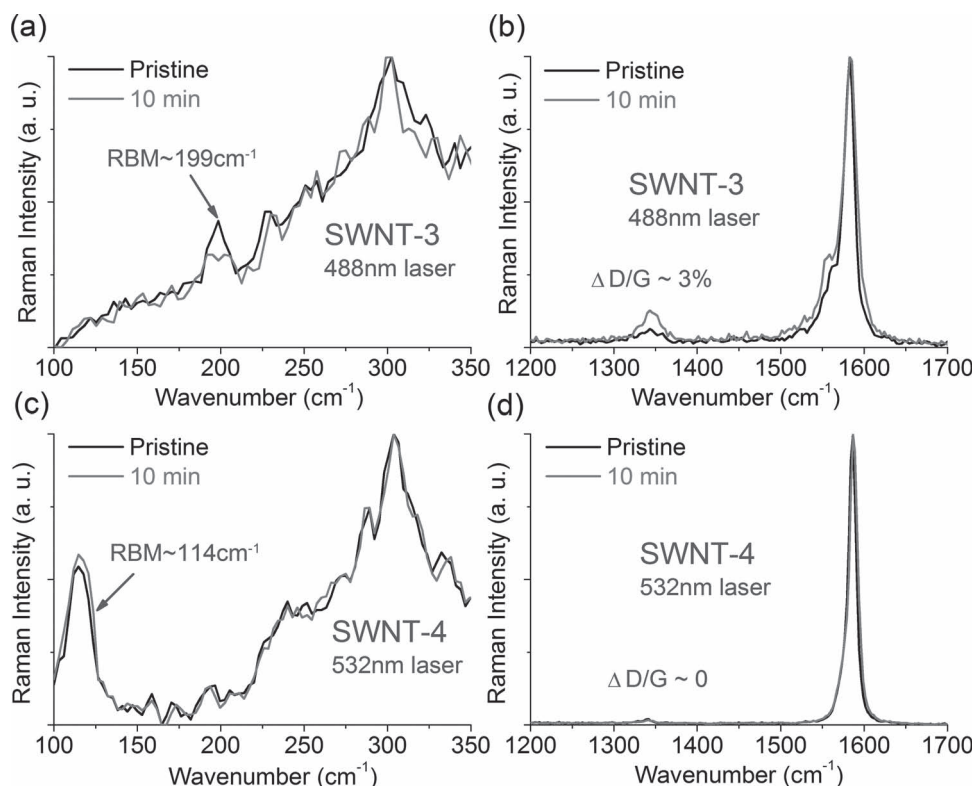 (a)
Pristine
10 min
RBM~199cm⁻¹
SWNT-3
488nm laser
Raman Intensity (a. u.)
100 150 200 250 300 350
Wavenumber (cm⁻¹)
(b)
Pristine
10 min
SWNT-3
488nm laser
Δ D/G ~ 3%
Raman Intensity (a. u.)
1200 1300 1400 1500 1600 1700
Wavenumber (cm⁻¹)
(c)
Pristine
10 min
RBM~114cm⁻¹
SWNT-4
532nm laser
Raman Intensity (a. u.)
100 150 200 250 300 350
Wavenumber (cm⁻¹)
(d)
Pristine
10 min
SWNT-4
532nm laser
Δ D/G ~ 0
Raman Intensity (a. u.)
1200 1300 1400 1500 1600 1700
Wavenumber (cm⁻¹)